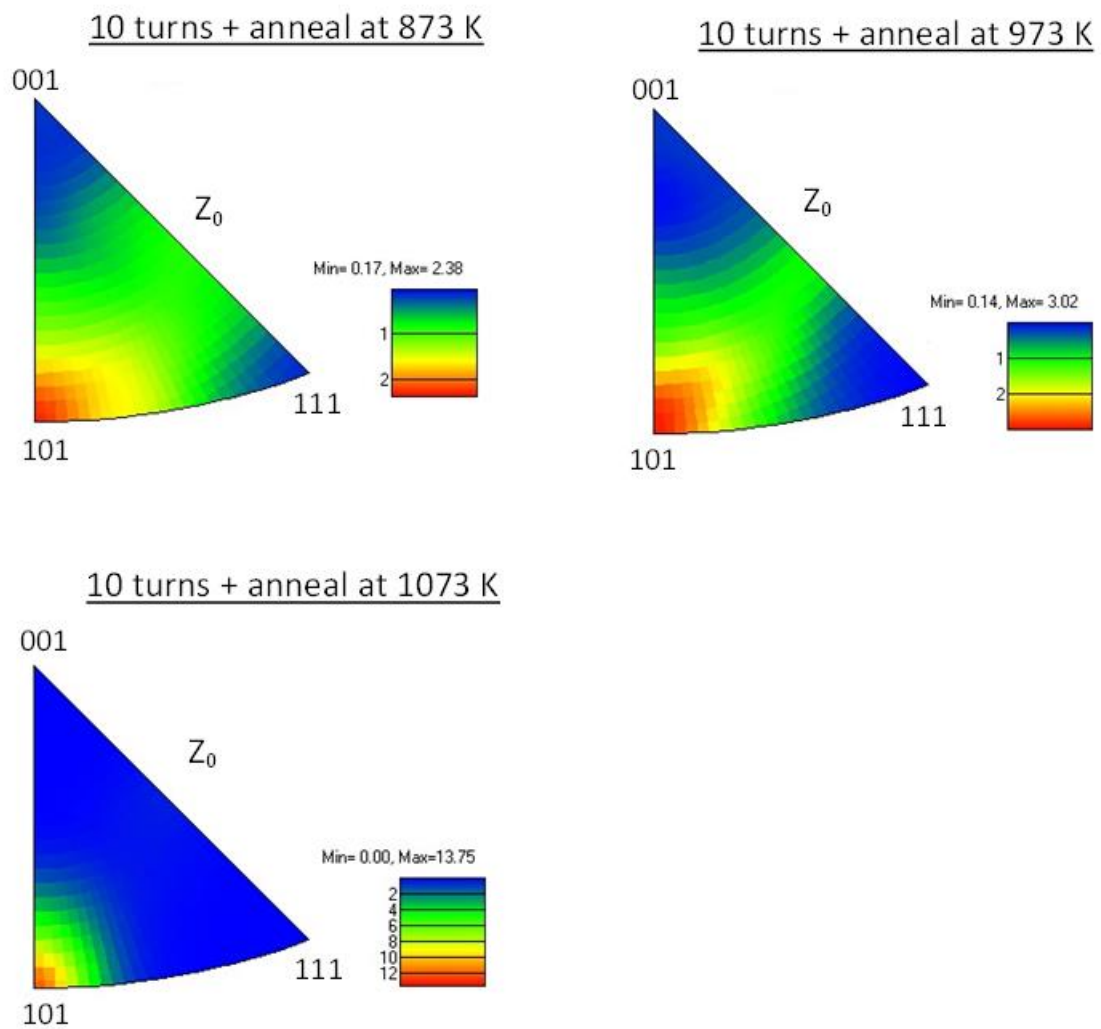 10 turns + anneal at 873 K
001
Z₀
Min= 0.17, Max= 2.38
1
2
111
101
10 turns + anneal at 973 K
001
Z₀
Min= 0.14, Max= 3.02
1
2
111
101
10 turns + anneal at 1073 K
001
Z₀
Min= 0.00, Max=13.75
2
4
6
8
10
12
111
101